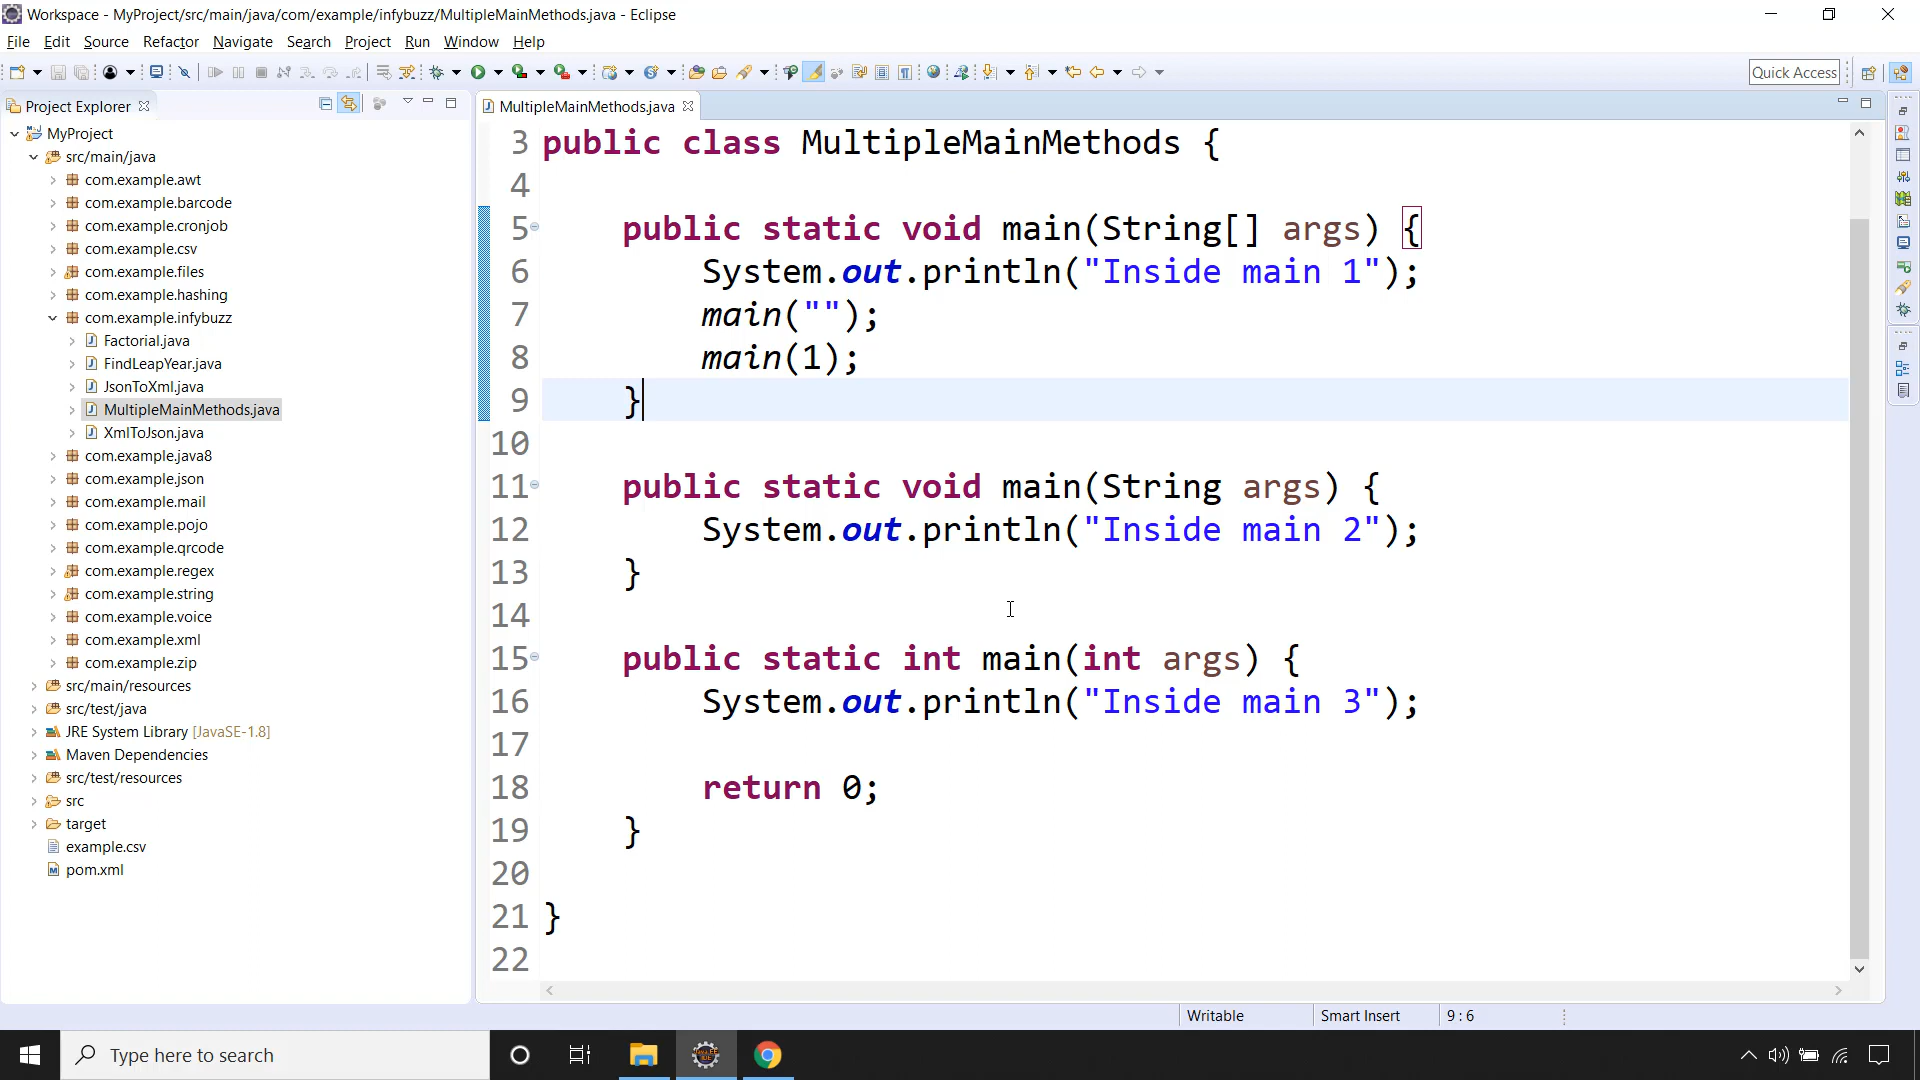 Workspace - MyProject/src/main/java/com/example/infybuzz/MultipleMainMethods.java - Eclipse
File Edit Source Refactor Navigate Search Project Run Window Help
Quick Access
Project Explorer
MyProject
src/main/java
com.example.awt
com.example.barcode
com.example.cronjob
com.example.csv
com.example.files
com.example.hashing
com.example.infybuzz
Factorial.java
FindLeapYear.java
JsonToXml.java
MultipleMainMethods.java
XmlToJson.java
com.example.java8
com.example.json
com.example.mail
com.example.pojo
com.example.qrcode
com.example.regex
com.example.string
com.example.voice
com.example.xml
com.example.zip
src/main/resources
src/test/java
JRE System Library [JavaSE-1.8]
Maven Dependencies
src/test/resources
src
target
example.csv
pom.xml
MultipleMainMethods.java
3 public class MultipleMainMethods {
4
5 public static void main(String[] args) {
6 System.out.println("Inside main 1");
7 main("");
8 main(1);
9 }
10
11 public static void main(String args) {
12 System.out.println("Inside main 2");
13 }
14
15 public static int main(int args) {
16 System.out.println("Inside main 3");
17
18 return 0;
19 }
20
21 }
22
Writable Smart Insert 9 : 6
Type here to search